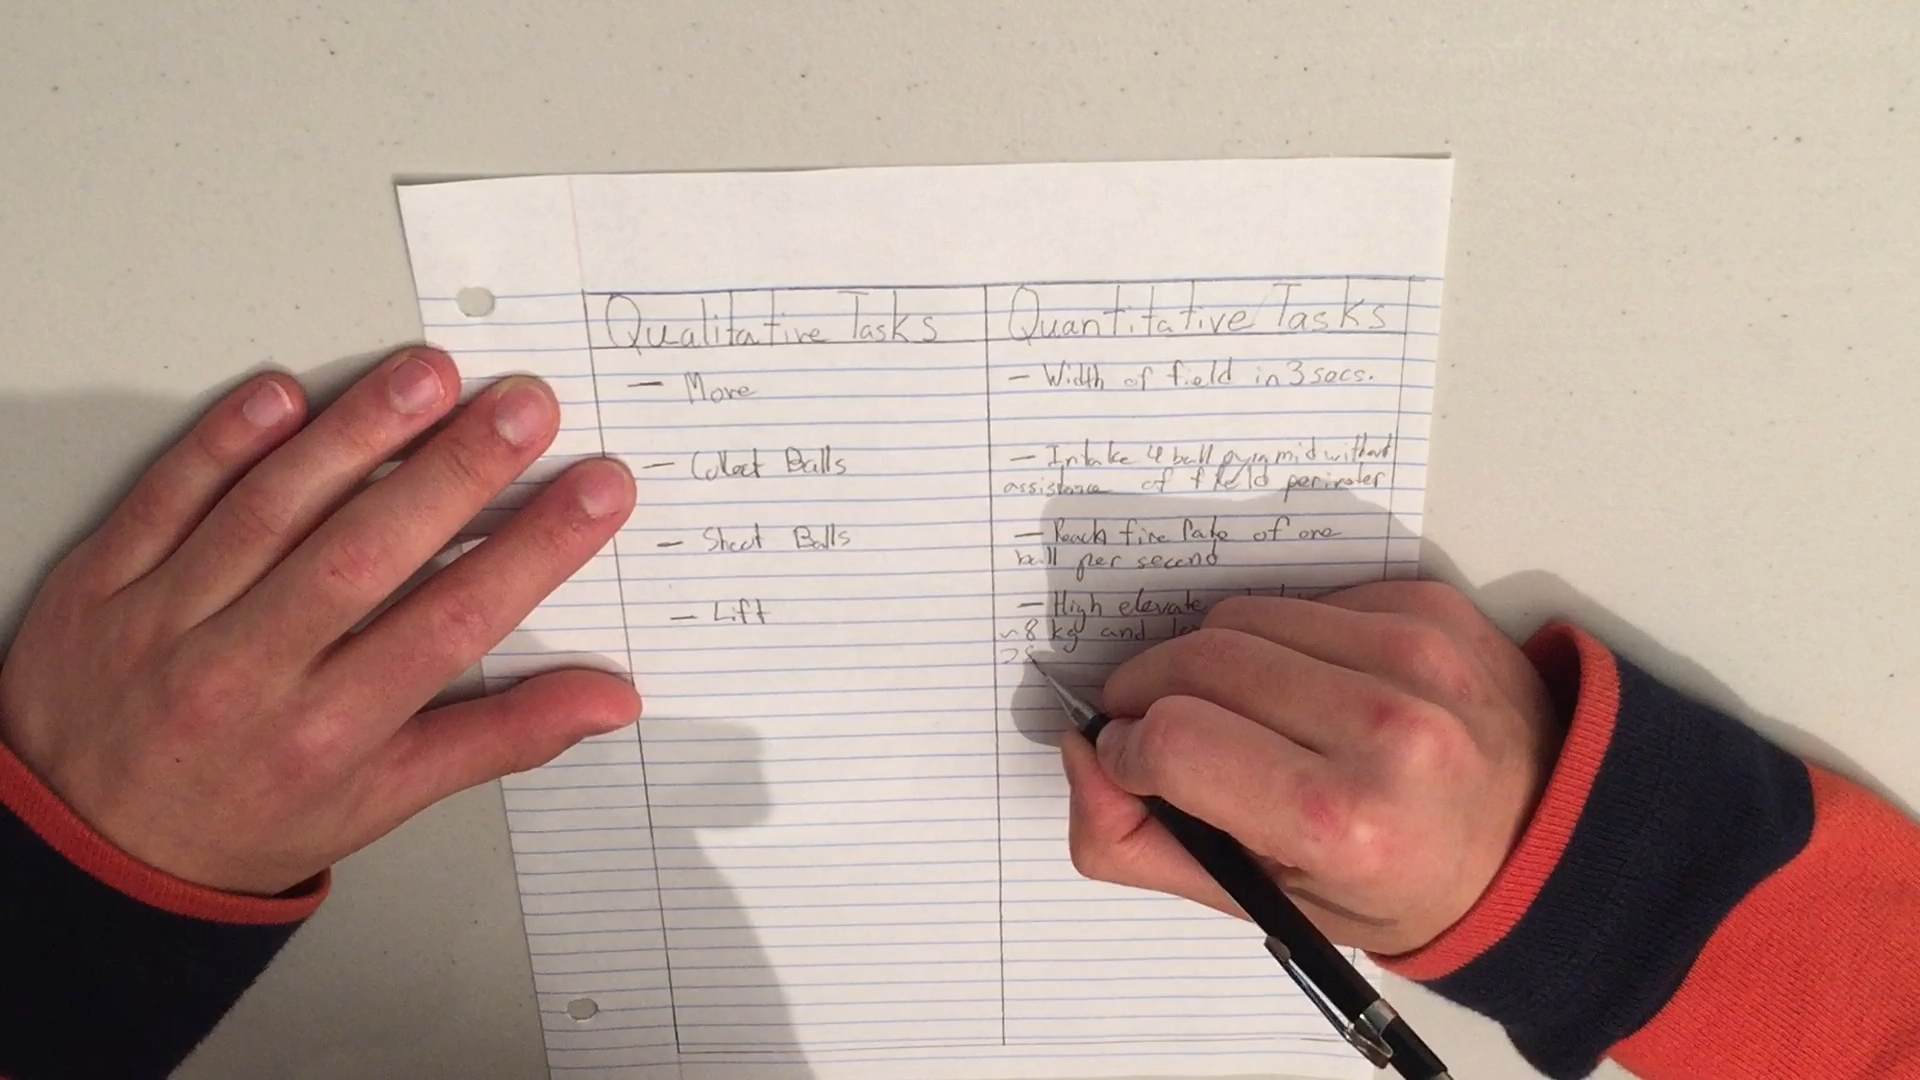 Qualitative Tasks
Quantitative Tasks
- Move
- Width of field in 3 secs.
- Collect Balls
- Intake 4 ball pyramid without
assistance of field perimeter
- Shoot Balls
- Reach fire rate of one
ball per second
- Lift
- High elevate
~8 kg and